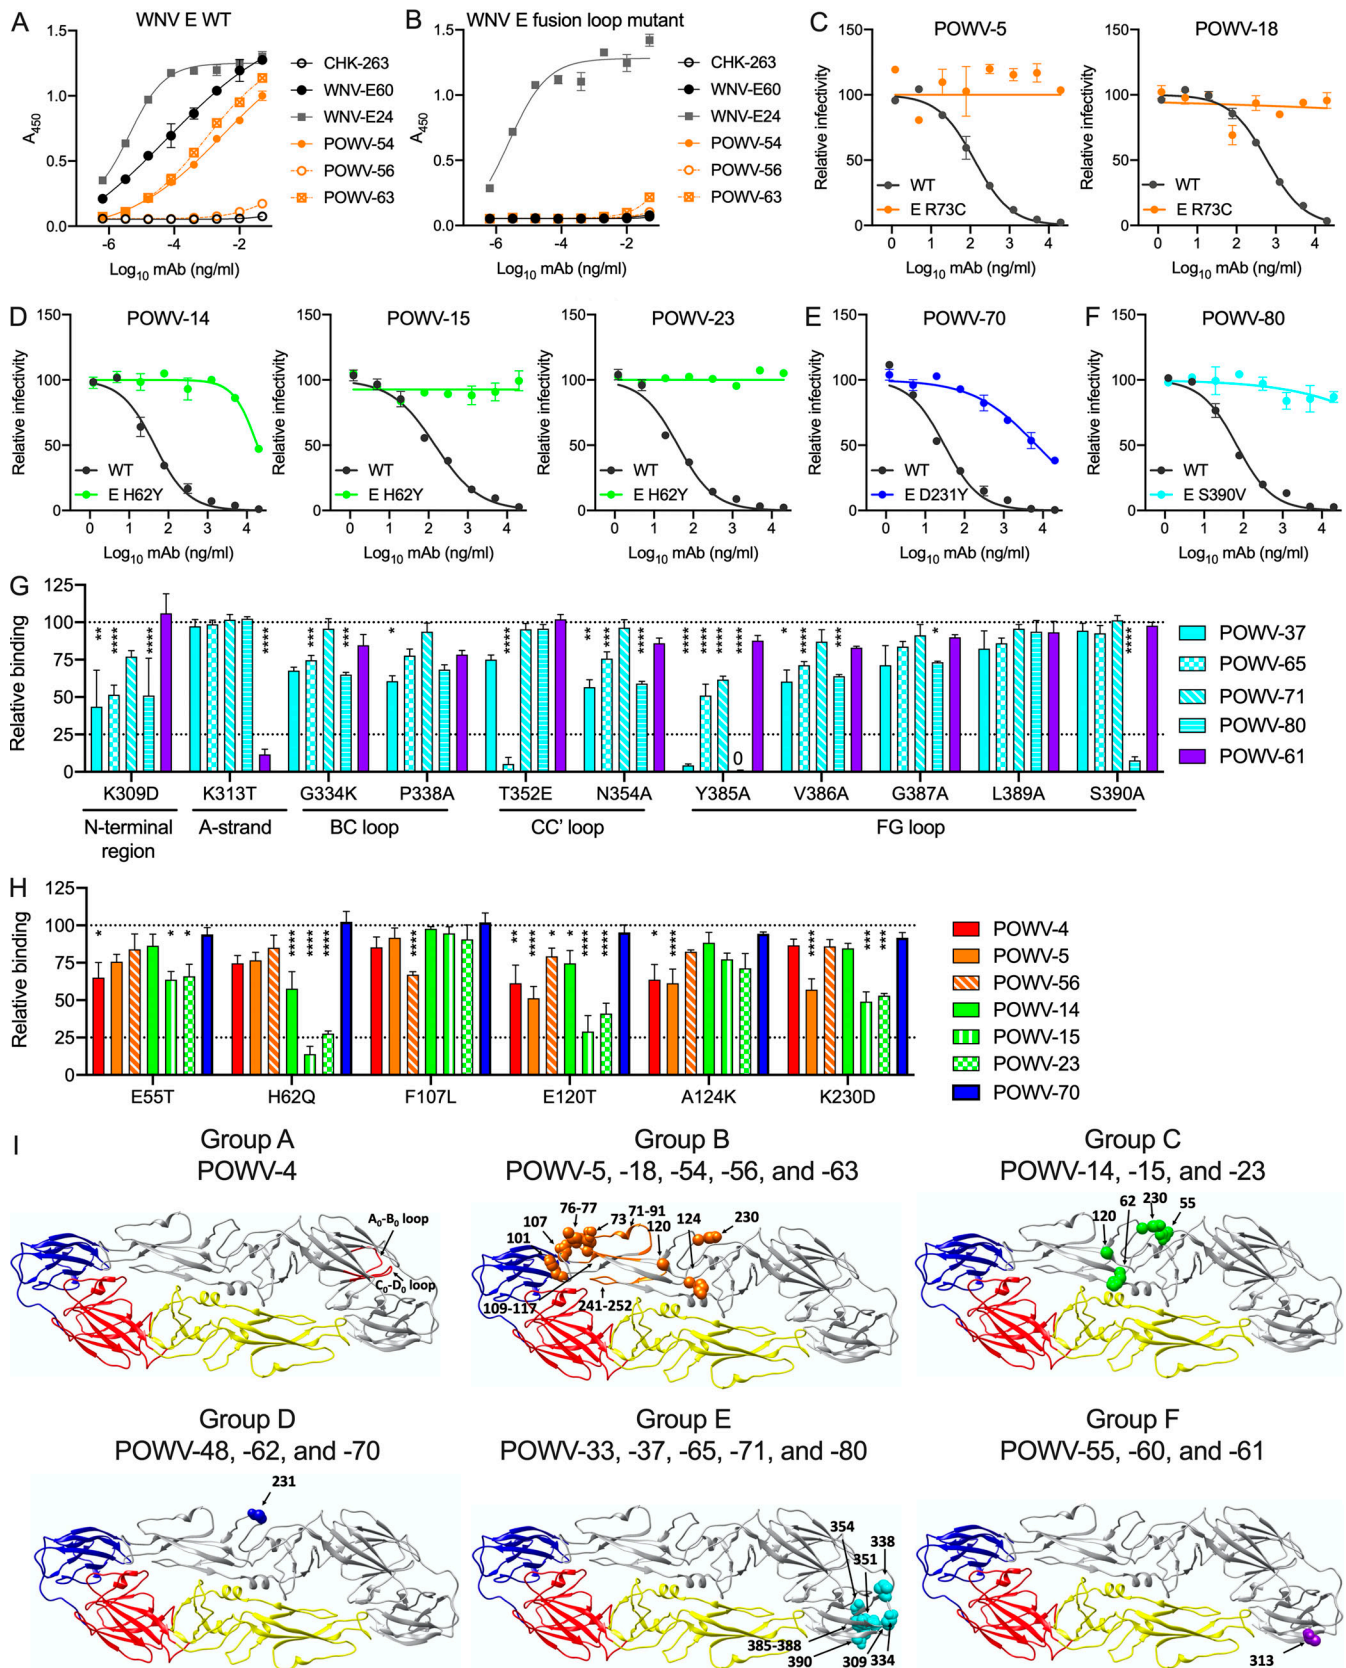 A
WNV E WT
1.5
1.0
0.5
0.0
A450
-6 -4 -2
Log10 mAb (ng/ml)
CHK-263
WNV-E60
WNV-E24
POWV-54
POWV-56
POWV-63
B
WNV E fusion loop mutant
1.5
1.0
0.5
0.0
A450
-6 -4 -2
Log10 mAb (ng/ml)
CHK-263
WNV-E60
WNV-E24
POWV-54
POWV-56
POWV-63
C
POWV-5
150
100
50
0
Relative infectivity
WT
E R73C
0 1 2 3 4
Log10 mAb (ng/ml)
POWV-18
150
100
50
0
Relative infectivity
WT
E R73C
0 1 2 3 4
Log10 mAb (ng/ml)
D
POWV-14
150
100
50
0
Relative infectivity
WT
E H62Y
0 1 2 3 4
Log10 mAb (ng/ml)
POWV-15
150
100
50
0
Relative infectivity
WT
E H62Y
0 1 2 3 4
Log10 mAb (ng/ml)
POWV-23
150
100
50
0
Relative infectivity
WT
E H62Y
0 1 2 3 4
Log10 mAb (ng/ml)
E
POWV-70
150
100
50
0
Relative infectivity
WT
E D231Y
0 1 2 3 4
Log10 mAb (ng/ml)
F
POWV-80
150
100
50
0
Relative infectivity
WT
E S390V
0 1 2 3 4
Log10 mAb (ng/ml)
G
125
100
75
50
25
0
Relative binding
** **** **** **** *** *** * **** ** *** **** **** **** **** **** * *** *** * ****
0
K309D K313T G334K P338A T352E N354A Y385A V386A G387A L389A S390A
N-terminal region
A-strand
BC loop
CC' loop
FG loop
POWV-37
POWV-65
POWV-71
POWV-80
POWV-61
H
125
100
75
50
25
0
Relative binding
* * * **** **** **** **** ** **** * * **** **** * **** **** *** ***
E55T H62Q F107L E120T A124K K230D
POWV-4
POWV-5
POWV-56
POWV-14
POWV-15
POWV-23
POWV-70
I
Group A
POWV-4
A0-B0 loop
C0-D0 loop
Group B
POWV-5, -18, -54, -56, and -63
76-77
107
101
73
71-91
120
124
230
109-117
241-252
Group C
POWV-14, -15, and -23
120
62
230
55
Group D
POWV-48, -62, and -70
231
Group E
POWV-33, -37, -65, -71, and -80
354
351
338
385-388
390
309
334
Group F
POWV-55, -60, and -61
313